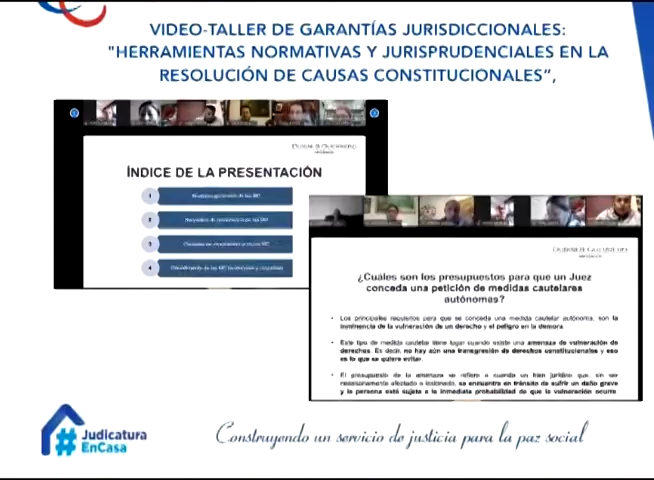 VIDEO-TALLER DE GARANTÍAS JURISDICCIONALES:
"HERRAMIENTAS NORMATIVAS Y JURISPRUDENCIALES EN LA
RESOLUCIÓN DE CAUSAS CONSTITUCIONALES”,
ÍNDICE DE LA PRESENTACIÓN
1
2
3
4
¿Cuáles son los presupuestos para que un Juez
conceda una petición de medidas cautelares
autónomas?
• Los principales requisitos para que se conceda una medida cautelar autónoma, son la
inminencia de la vulneración de un derecho y el peligro en la demora.
• Este tipo de medida cautelar tiene lugar cuando existe una amenaza de vulneración de
derechos. Es decir, no hay aún una transgresión de derechos constitucionales y eso
es lo que se quiere evitar.
• El presupuesto de la amenaza se refiere a cuando un bien jurídico que, sin ser
necesariamente afectado o lesionado, se encuentra en tránsito de sufrir un daño grave
y la persona está sujeta a la inmediata probabilidad de que la vulneración ocurra
# Judicatura
EnCasa
Construyendo un servicio de justicia para la paz social